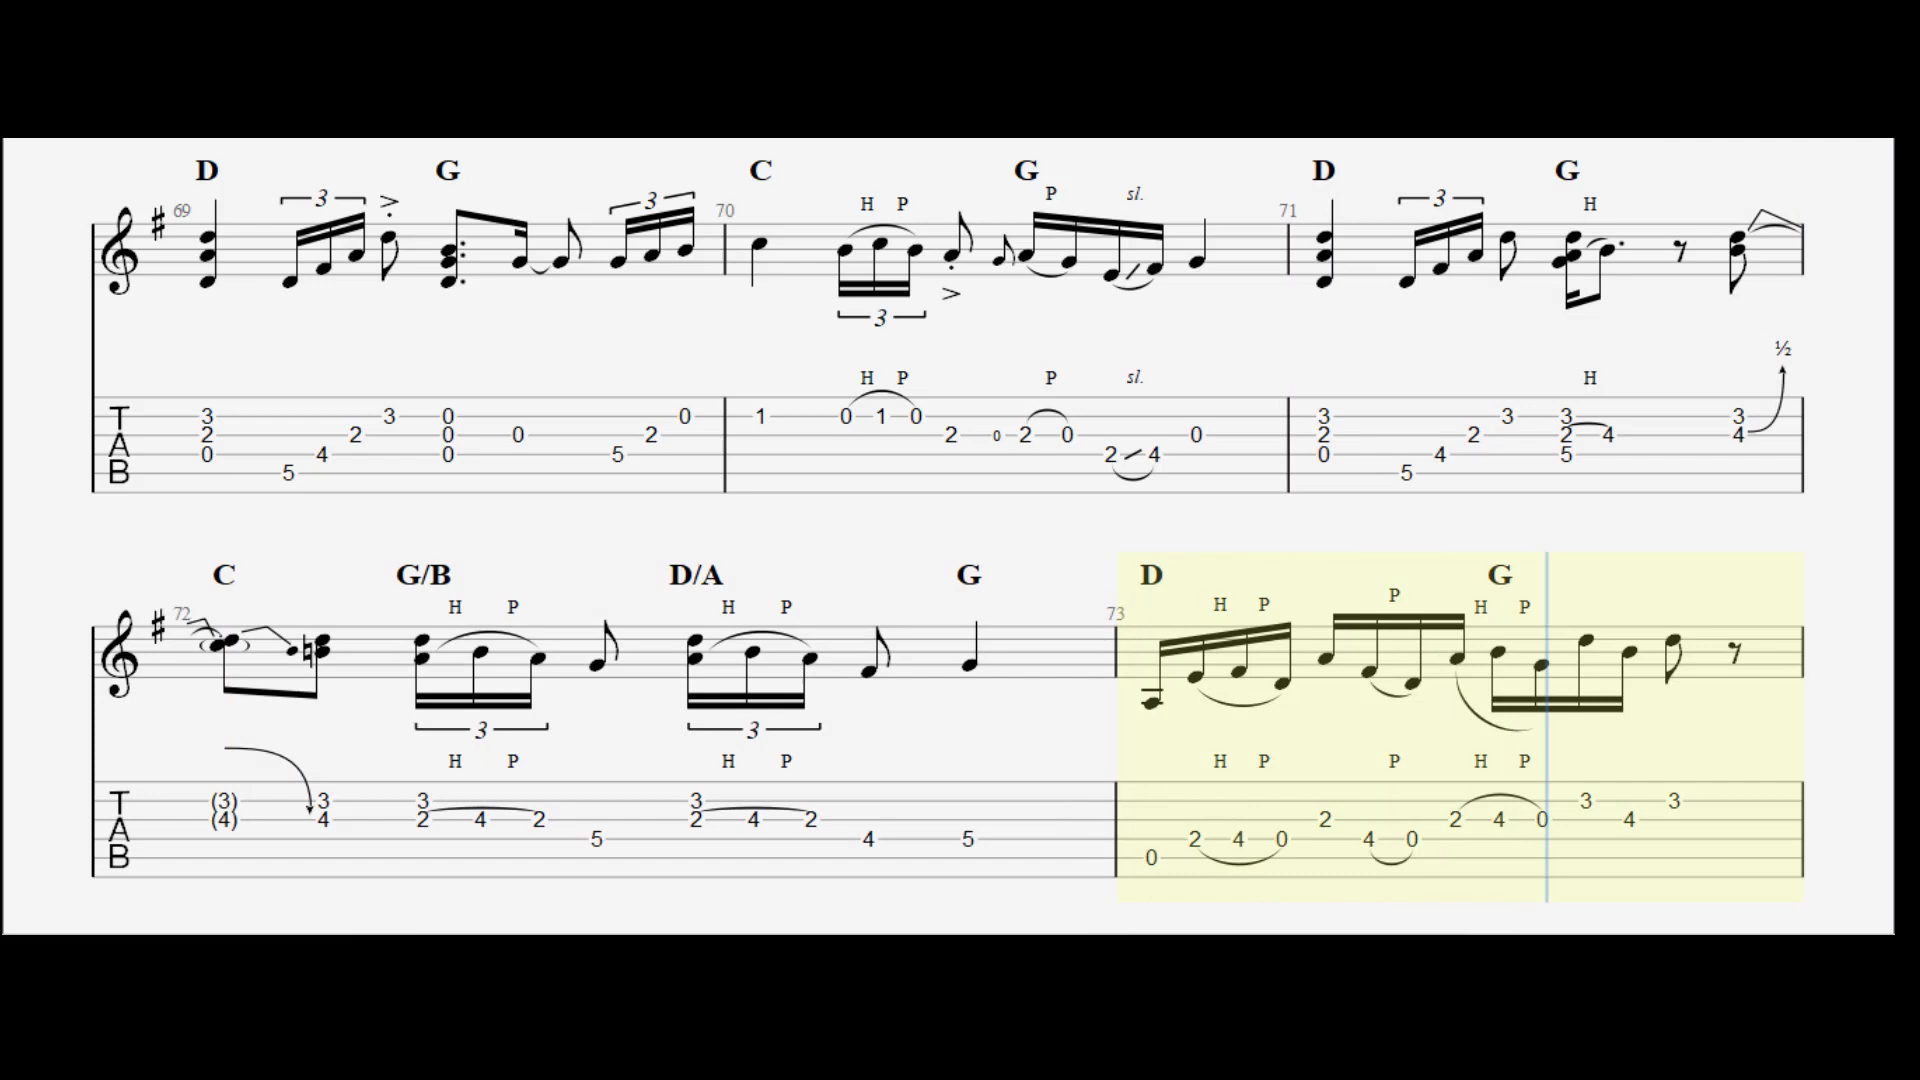 D G C G D G
69 3 > 3 70 H P P sl. 71 3 H
3
>
½
H P P sl. H
T A B
3 3 0 0 1 0 1 0 3 3 3 3
2 2 0 0 2 2 0 2 0 0 2 2 2 4 4
0 4 0 5 2 4 0 4 5
5 5
C G/B D/A G D G
72 H P H P 73 H P P H P
3 3
H P H P H P P H P
T A B
(3) 3 3 3 3 3
(4) 4 2 4 2 2 4 2 2 2 4 0 4
5 4 5 2 4 0 4 0
0